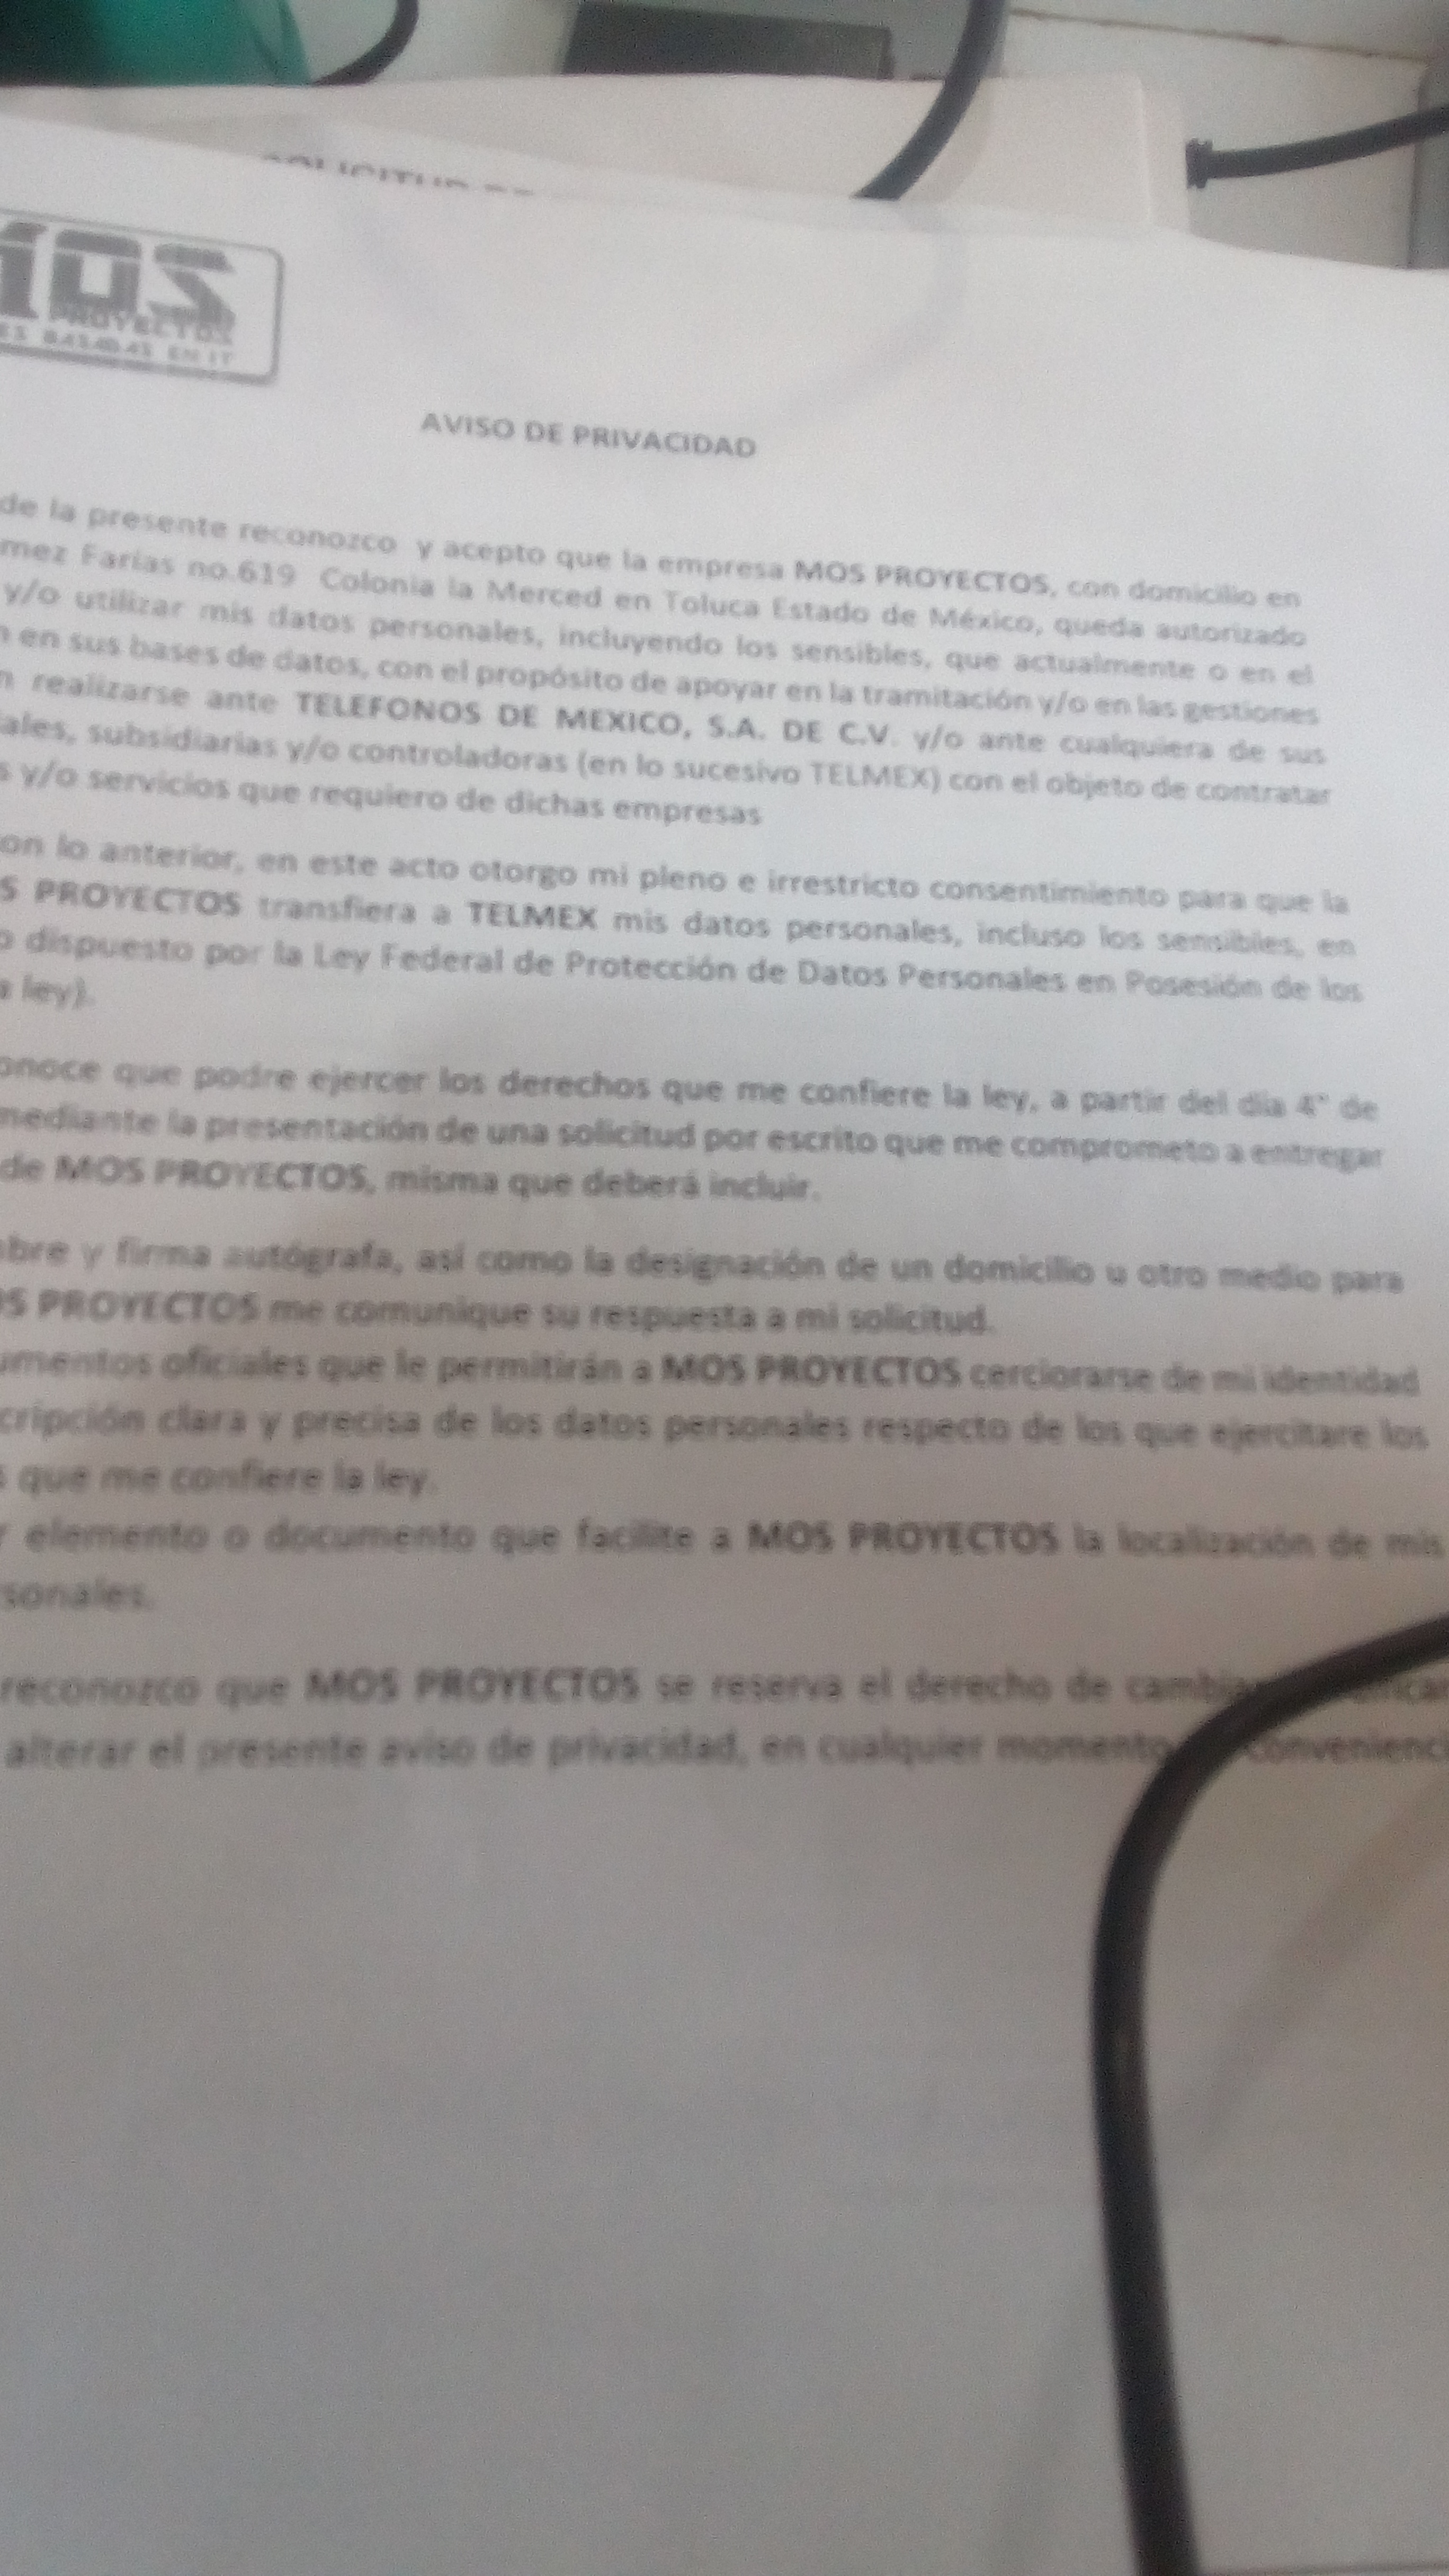 MOS
PROYECTOS
BASADAS EN IT
AVISO DE PRIVACIDAD
de la presente reconozco y acepto que la empresa MOS PROYECTOS, con domicilio en
mez Farias no.619 Colonia la Merced en Toluca Estado de México, queda autorizado
y/o utilizar mis datos personales, incluyendo los sensibles, que actualmente o en el
n en sus bases de datos, con el propósito de apoyar en la tramitación y/o en las gestiones
n realizarse ante TELEFONOS DE MEXICO, S.A. DE C.V. y/o ante cualquiera de sus
ales, subsidiarias y/o controladoras (en lo sucesivo TELMEX) con el objeto de contratar
s y/o servicios que requiero de dichas empresas
on lo anterior, en este acto otorgo mi pleno e irrestricto consentimiento para que la
S PROYECTOS transfiera a TELMEX mis datos personales, incluso los sensibles, en
o dispuesto por la Ley Federal de Protección de Datos Personales en Posesión de los
a ley).
onoce que podre ejercer los derechos que me confiere la ley, a partir del día 4° de
mediante la presentación de una solicitud por escrito que me comprometo a entregar
de MOS PROYECTOS, misma que deberá incluir.
bre y firma autógrafa, así como la designación de un domicilio u otro medio para
OS PROYECTOS me comunique su respuesta a mi solicitud.
umentos oficiales que le permitirán a MOS PROYECTOS cerciorarse de mi identidad
cripción clara y precisa de los datos personales respecto de los que ejercitare los
s que me confiere la ley.
r elemento o documento que facilite a MOS PROYECTOS la localización de mis
sonales.
reconozco que MOS PROYECTOS se reserva el derecho de
alterar el presente aviso de privacidad, en cualquier momento